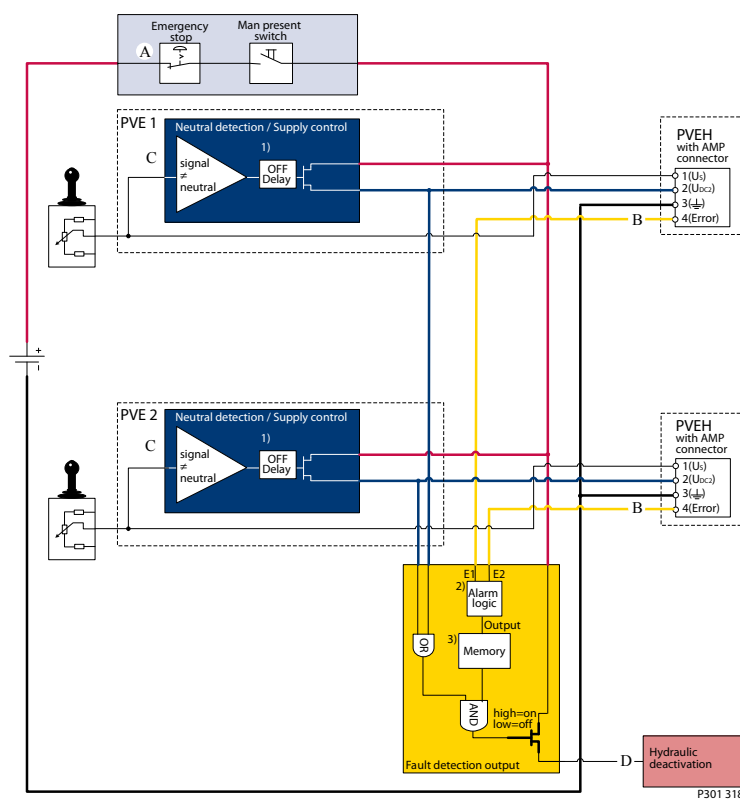 Emergency
stop
Man present
switch
A
PVE 1
Neutral detection / Supply control
1)
C
signal
≠
neutral
OFF
Delay
PVEH
with AMP
connector
1(Us)
2(UDC2)
3(⏚)
4(Error)
B
+
−
PVE 2
Neutral detection / Supply control
1)
C
signal
≠
neutral
OFF
Delay
PVEH
with AMP
connector
1(Us)
2(UDC2)
3(⏚)
4(Error)
B
E1 E2
2)
Alarm
logic
Output
3)
Memory
OR
AND
high=on
low=off
Fault detection output
D
Hydraulic
deactivation
P301 318